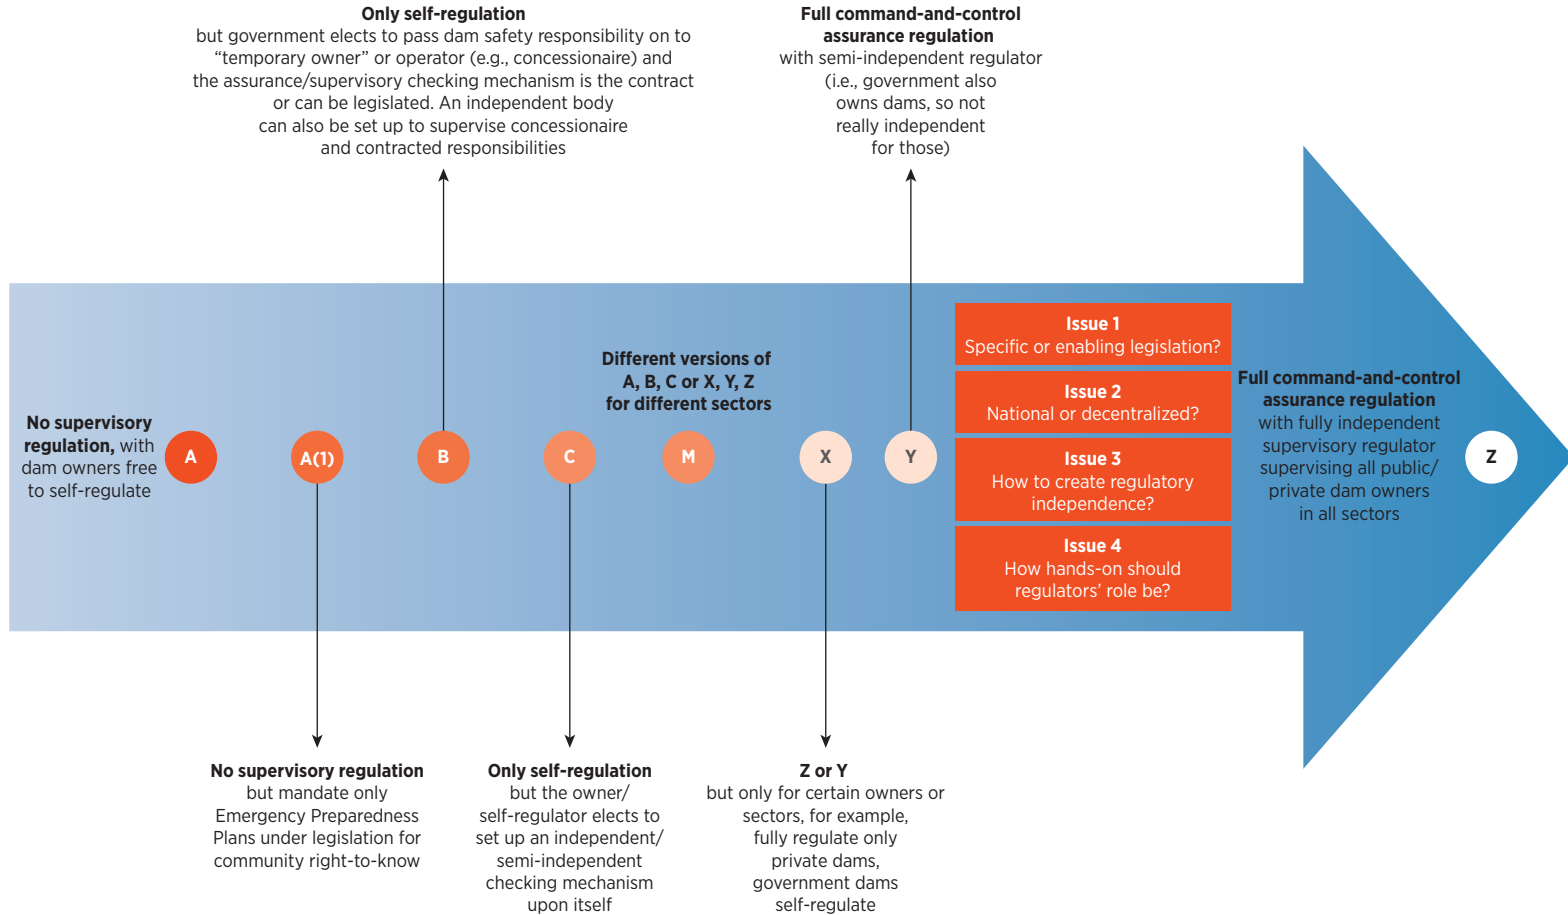 Only self-regulation
but government elects to pass dam safety responsibility on to
“temporary owner” or operator (e.g., concessionaire) and
the assurance/supervisory checking mechanism is the contract
or can be legislated. An independent body
can also be set up to supervise concessionaire
and contracted responsibilities
Full command-and-control
assurance regulation
with semi-independent regulator
(i.e., government also
owns dams, so not
really independent
for those)
No supervisory
regulation, with
dam owners free
to self-regulate
A
A(1)
B
C
Different versions of
A, B, C or X, Y, Z
for different sectors
M
X
Y
Issue 1
Specific or enabling legislation?
Issue 2
National or decentralized?
Issue 3
How to create regulatory
independence?
Issue 4
How hands-on should
regulators’ role be?
Full command-and-control
assurance regulation
with fully independent
supervisory regulator
supervising all public/
private dam owners
in all sectors
Z
No supervisory regulation
but mandate only
Emergency Preparedness
Plans under legislation for
community right-to-know
Only self-regulation
but the owner/
self-regulator elects to
set up an independent/
semi-independent
checking mechanism
upon itself
Z or Y
but only for certain owners or
sectors, for example,
fully regulate only
private dams,
government dams
self-regulate